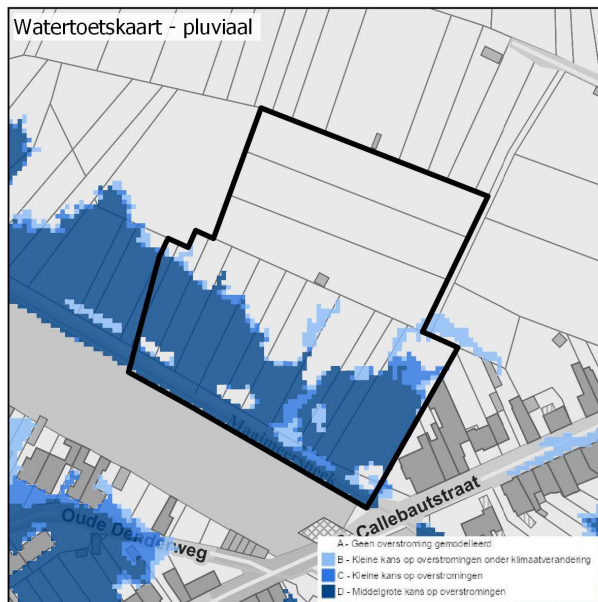 Watertoetskaart - pluviaal
Oude Denderweg
Callebautstraat
A - Geen overstroming gemodelleerd
B - Kleine kans op overstromingen onder klimaatverandering
C - Kleine kans op overstromingen
D - Middelgrote kans op overstromingen